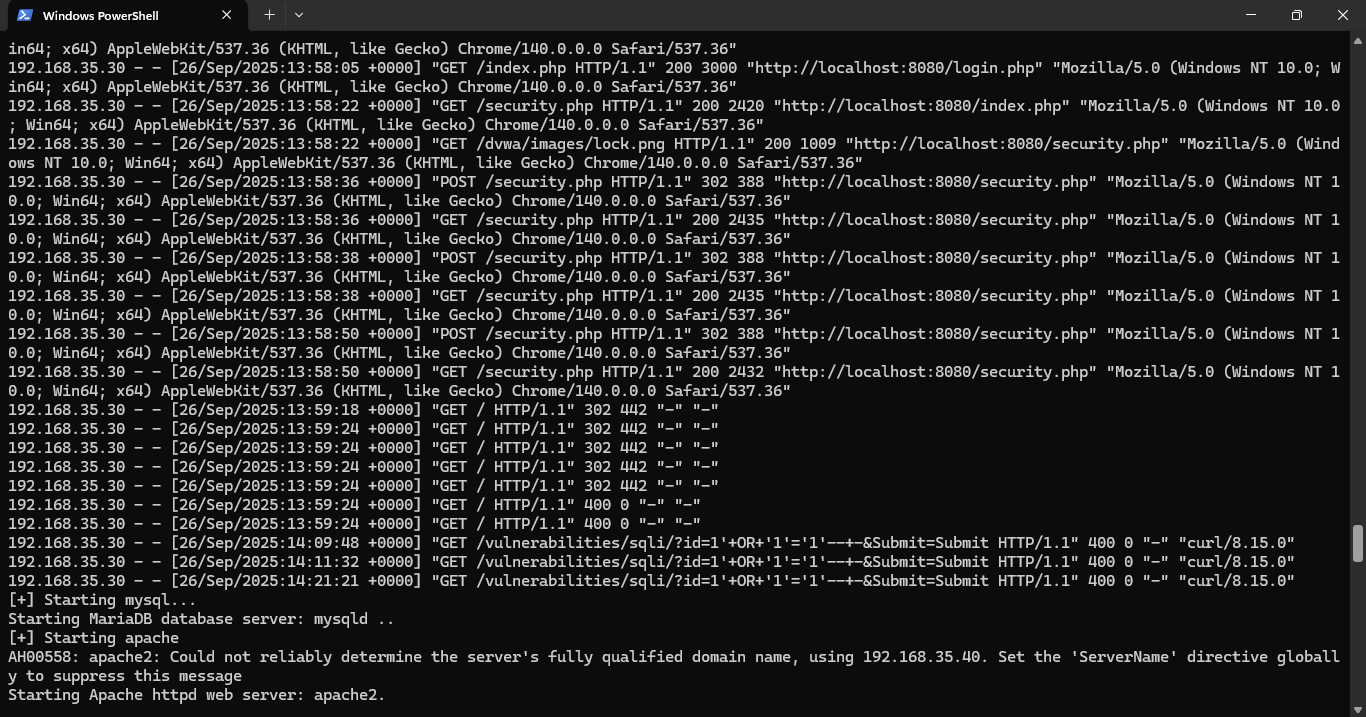 Windows PowerShell
in64; x64) AppleWebKit/537.36 (KHTML, like Gecko) Chrome/140.0.0.0 Safari/537.36"
192.168.35.30 - - [26/Sep/2025:13:58:05 +0000] "GET /index.php HTTP/1.1" 200 3000 "http://localhost:8080/login.php" "Mozilla/5.0 (Windows NT 10.0; W
in64; x64) AppleWebKit/537.36 (KHTML, like Gecko) Chrome/140.0.0.0 Safari/537.36"
192.168.35.30 - - [26/Sep/2025:13:58:22 +0000] "GET /security.php HTTP/1.1" 200 2420 "http://localhost:8080/index.php" "Mozilla/5.0 (Windows NT 10.0
; Win64; x64) AppleWebKit/537.36 (KHTML, like Gecko) Chrome/140.0.0.0 Safari/537.36"
192.168.35.30 - - [26/Sep/2025:13:58:22 +0000] "GET /dvwa/images/lock.png HTTP/1.1" 200 1009 "http://localhost:8080/security.php" "Mozilla/5.0 (Wind
ows NT 10.0; Win64; x64) AppleWebKit/537.36 (KHTML, like Gecko) Chrome/140.0.0.0 Safari/537.36"
192.168.35.30 - - [26/Sep/2025:13:58:36 +0000] "POST /security.php HTTP/1.1" 302 388 "http://localhost:8080/security.php" "Mozilla/5.0 (Windows NT 1
0.0; Win64; x64) AppleWebKit/537.36 (KHTML, like Gecko) Chrome/140.0.0.0 Safari/537.36"
192.168.35.30 - - [26/Sep/2025:13:58:36 +0000] "GET /security.php HTTP/1.1" 200 2435 "http://localhost:8080/security.php" "Mozilla/5.0 (Windows NT 1
0.0; Win64; x64) AppleWebKit/537.36 (KHTML, like Gecko) Chrome/140.0.0.0 Safari/537.36"
192.168.35.30 - - [26/Sep/2025:13:58:38 +0000] "POST /security.php HTTP/1.1" 302 388 "http://localhost:8080/security.php" "Mozilla/5.0 (Windows NT 1
0.0; Win64; x64) AppleWebKit/537.36 (KHTML, like Gecko) Chrome/140.0.0.0 Safari/537.36"
192.168.35.30 - - [26/Sep/2025:13:58:38 +0000] "GET /security.php HTTP/1.1" 200 2435 "http://localhost:8080/security.php" "Mozilla/5.0 (Windows NT 1
0.0; Win64; x64) AppleWebKit/537.36 (KHTML, like Gecko) Chrome/140.0.0.0 Safari/537.36"
192.168.35.30 - - [26/Sep/2025:13:58:50 +0000] "POST /security.php HTTP/1.1" 302 388 "http://localhost:8080/security.php" "Mozilla/5.0 (Windows NT 1
0.0; Win64; x64) AppleWebKit/537.36 (KHTML, like Gecko) Chrome/140.0.0.0 Safari/537.36"
192.168.35.30 - - [26/Sep/2025:13:58:50 +0000] "GET /security.php HTTP/1.1" 200 2432 "http://localhost:8080/security.php" "Mozilla/5.0 (Windows NT 1
0.0; Win64; x64) AppleWebKit/537.36 (KHTML, like Gecko) Chrome/140.0.0.0 Safari/537.36"
192.168.35.30 - - [26/Sep/2025:13:59:18 +0000] "GET / HTTP/1.1" 302 442 "-" "-"
192.168.35.30 - - [26/Sep/2025:13:59:24 +0000] "GET / HTTP/1.1" 302 442 "-" "-"
192.168.35.30 - - [26/Sep/2025:13:59:24 +0000] "GET / HTTP/1.1" 302 442 "-" "-"
192.168.35.30 - - [26/Sep/2025:13:59:24 +0000] "GET / HTTP/1.1" 302 442 "-" "-"
192.168.35.30 - - [26/Sep/2025:13:59:24 +0000] "GET / HTTP/1.1" 302 442 "-" "-"
192.168.35.30 - - [26/Sep/2025:13:59:24 +0000] "GET / HTTP/1.1" 400 0 "-" "-"
192.168.35.30 - - [26/Sep/2025:13:59:24 +0000] "GET / HTTP/1.1" 400 0 "-" "-"
192.168.35.30 - - [26/Sep/2025:14:09:48 +0000] "GET /vulnerabilities/sqli/?id=1'+OR+'1'='1'--+-&Submit=Submit HTTP/1.1" 400 0 "-" "curl/8.15.0"
192.168.35.30 - - [26/Sep/2025:14:11:32 +0000] "GET /vulnerabilities/sqli/?id=1'+OR+'1'='1'--+-&Submit=Submit HTTP/1.1" 400 0 "-" "curl/8.15.0"
192.168.35.30 - - [26/Sep/2025:14:21:21 +0000] "GET /vulnerabilities/sqli/?id=1'+OR+'1'='1'--+-&Submit=Submit HTTP/1.1" 400 0 "-" "curl/8.15.0"
[+] Starting mysql...
Starting MariaDB database server: mysqld ..
[+] Starting apache
AH00558: apache2: Could not reliably determine the server's fully qualified domain name, using 192.168.35.40. Set the 'ServerName' directive globall
y to suppress this message
Starting Apache httpd web server: apache2.